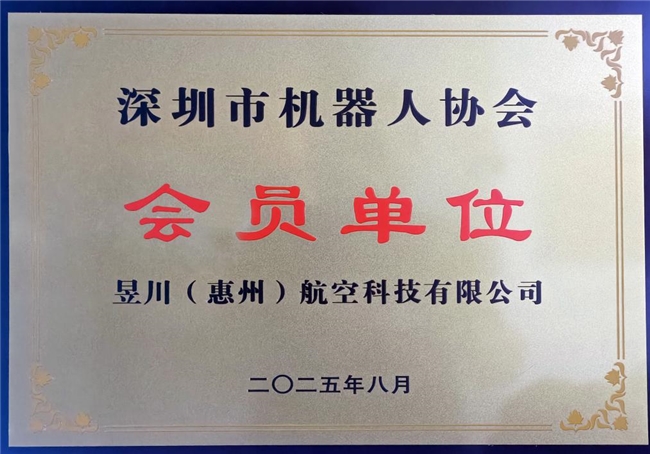 深圳市机器人协会
会员单位
昱川（惠州）航空科技有限公司
二〇二五年八月